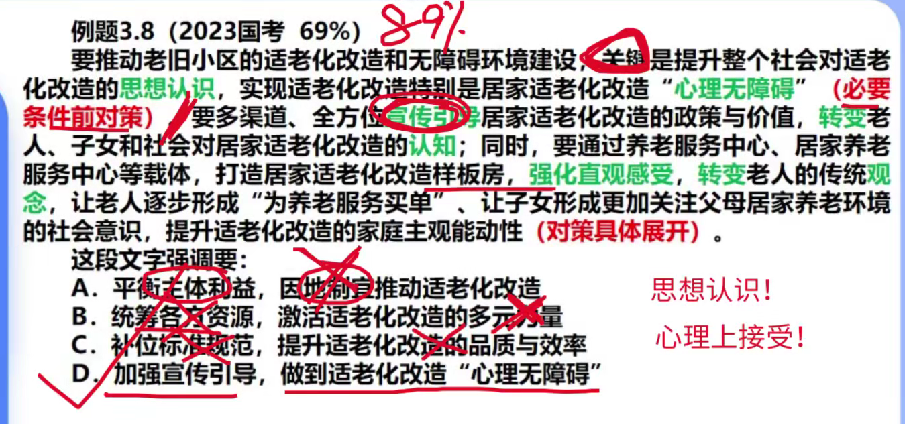 例题3.8（2023国考 69%）
89%
要推动老旧小区的适老化改造和无障碍环境建设，关键是提升整个社会对适老
化改造的思想认识，实现适老化改造特别是居家适老化改造“心理无障碍”（必要
条件前对策）。要多渠道、全方位宣传引导居家适老化改造的政策与价值，转变老
人、子女和社会对居家适老化改造的认知；同时，要通过养老服务中心、居家养老
服务中心等载体，打造居家适老化改造样板房，强化直观感受，转变老人的传统观
念，让老人逐步形成“为养老服务买单”、让子女形成更加关注父母居家养老环境
的社会意识，提升适老化改造的家庭主观能动性（对策具体展开）。
这段文字强调要：
A．平衡主体利益，因地制宜推动适老化改造
B．统筹各方资源，激活适老化改造的多元力量
C．补位标准规范，提升适老化改造的品质与效率
D．加强宣传引导，做到适老化改造“心理无障碍”
思想认识！
心理上接受！